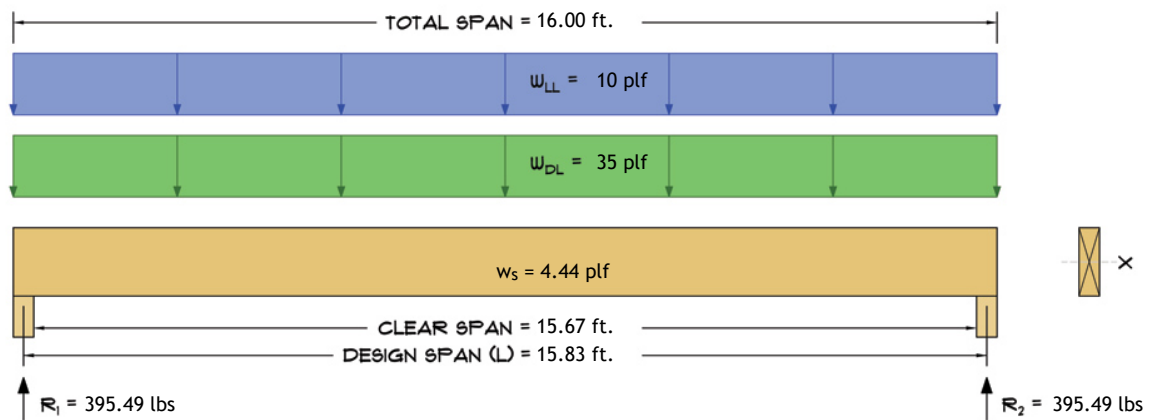 TOTAL SPAN = 16.00 ft.
WLL = 10 plf
WDL = 35 plf
ws = 4.44 plf
X
CLEAR SPAN = 15.67 ft.
DESIGN SPAN (L) = 15.83 ft.
R1 = 395.49 lbs
R2 = 395.49 lbs